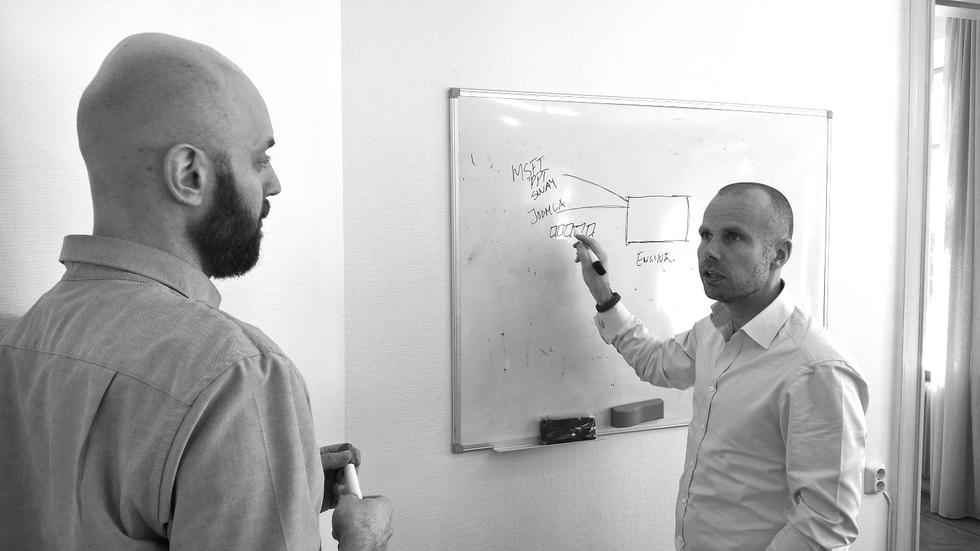 MSFT
PPT
SWAY
JOOMLA
ENGINE.